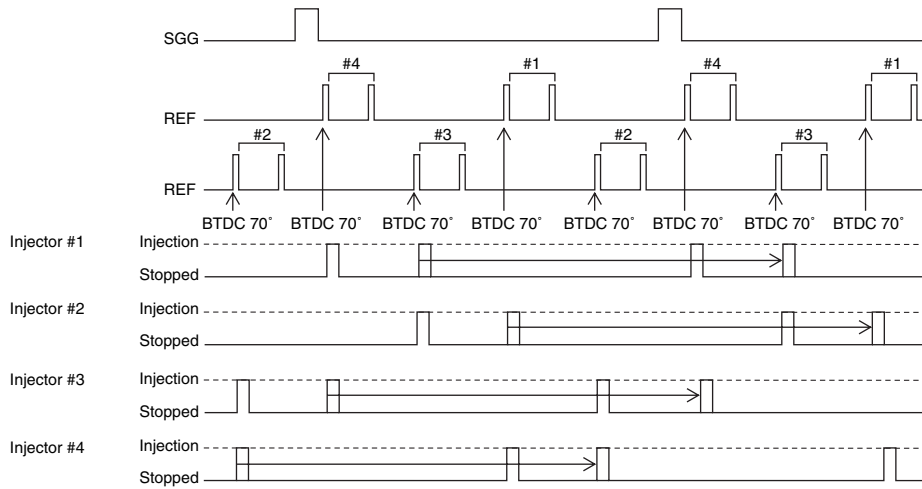 SGG
#4 #1 #4 #1
REF
#2 #3 #2 #3
REF
BTDC 70° BTDC 70° BTDC 70° BTDC 70° BTDC 70° BTDC 70° BTDC 70° BTDC 70°
Injector #1 Injection
Stopped
Injector #2 Injection
Stopped
Injector #3 Injection
Stopped
Injector #4 Injection
Stopped